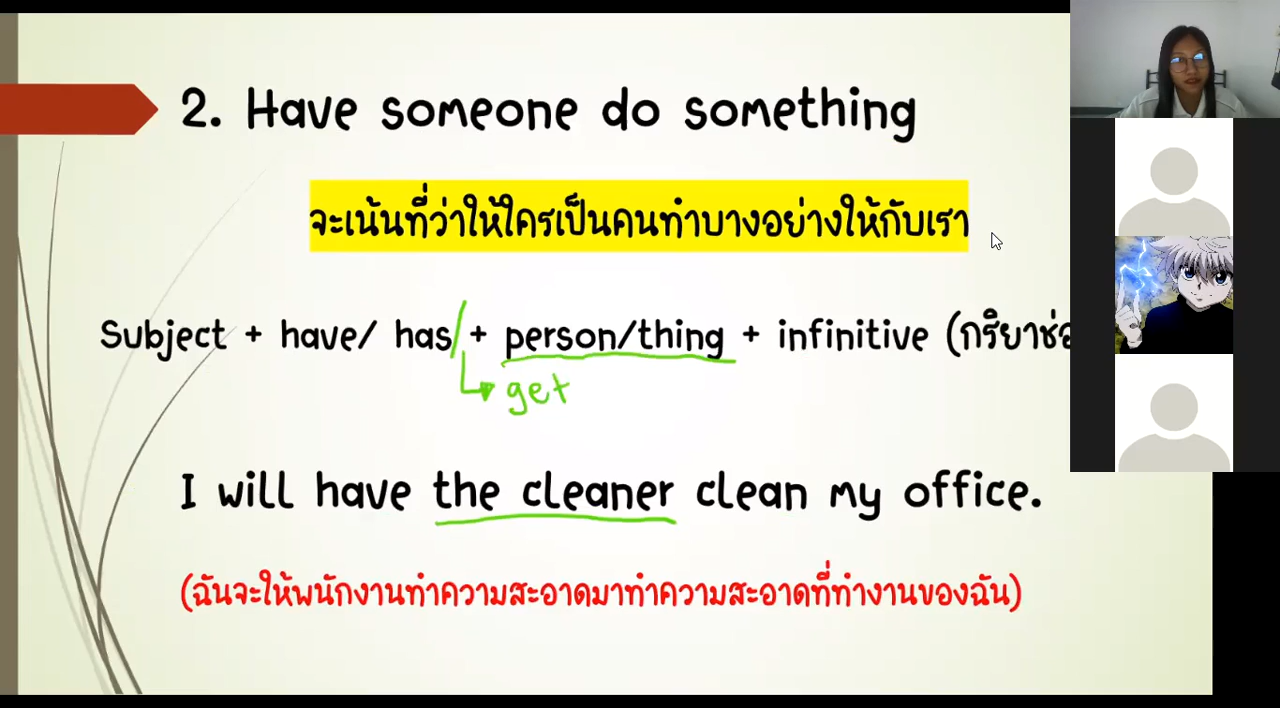 2. Have someone do something
จะเน้นที่ว่าให้ใครเป็นคนทำบางอย่างให้กับเรา
Subject + have/ has/ + person/thing + infinitive (กริยาช่อ
get
I will have the cleaner clean my office.
(ฉันจะให้พนักงานทำความสะอาดมาทำความสะอาดที่ทำงานของฉัน)